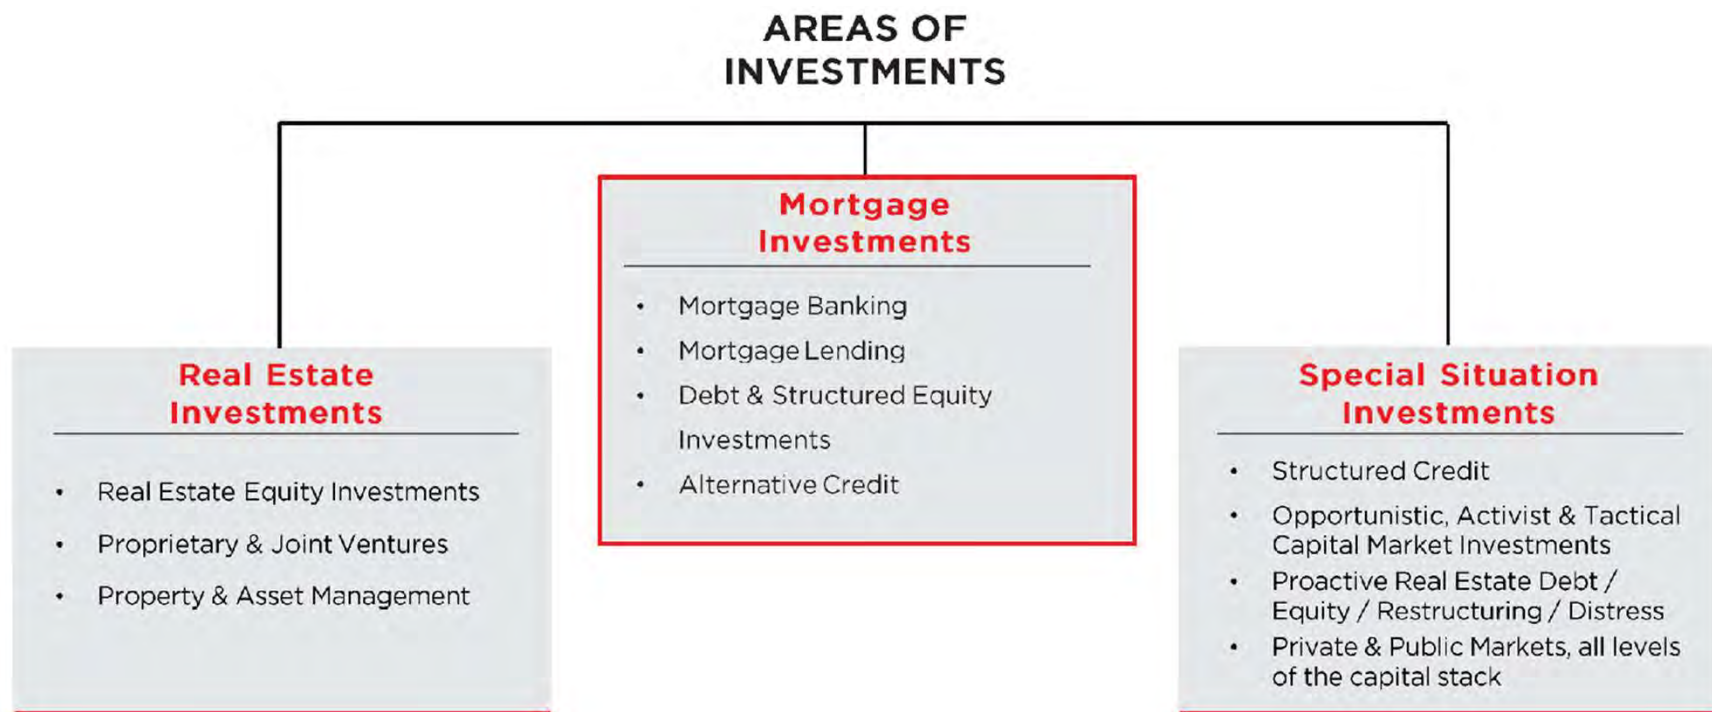 AREAS OF
INVESTMENTS
Mortgage
Investments
• Mortgage Banking
• Mortgage Lending
• Debt & Structured Equity
Investments
• Alternative Credit
Real Estate
Investments
• Real Estate Equity Investments
• Proprietary & Joint Ventures
• Property & Asset Management
Special Situation
Investments
• Structured Credit
• Opportunistic, Activist & Tactical
Capital Market Investments
• Proactive Real Estate Debt /
Equity / Restructuring / Distress
• Private & Public Markets, all levels
of the capital stack